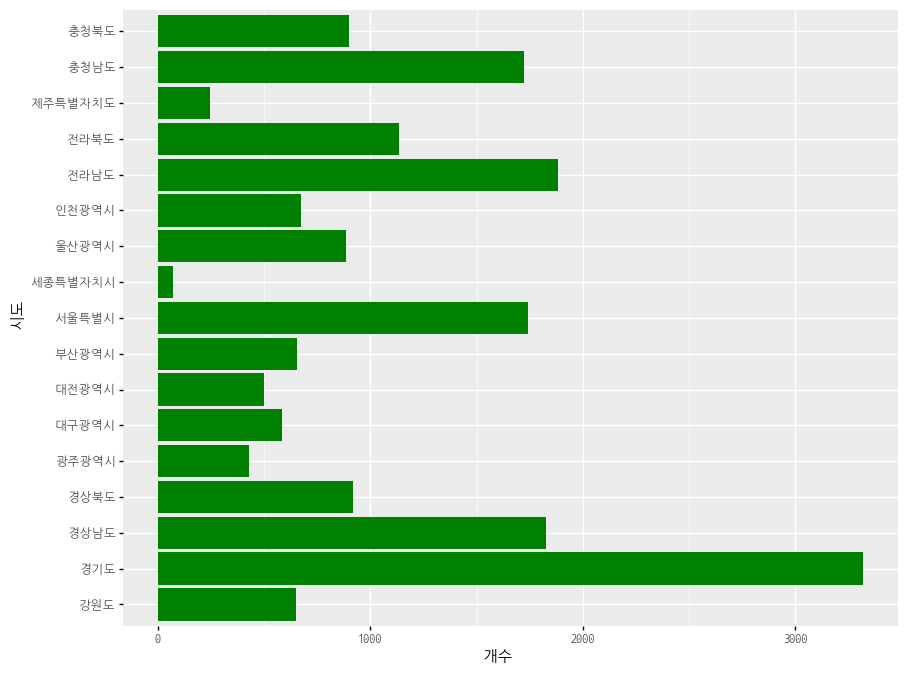 충청북도
충청남도
제주특별자치도
전라북도
전라남도
인천광역시
울산광역시
세종특별자치시
서울특별시
부산광역시
대전광역시
대구광역시
광주광역시
경상북도
경상남도
경기도
강원도
시도
0 1000 2000 3000
개수